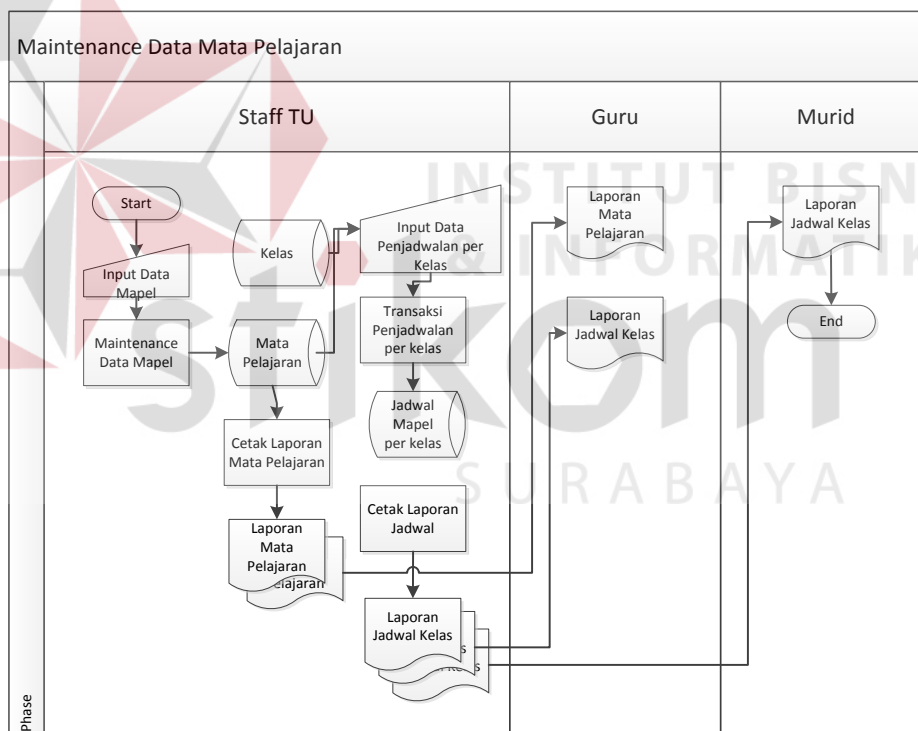 Maintenance Data Mata Pelajaran
Staff TU
Guru
Murid
Start
Input Data
Mapel
Maintenance
Data Mapel
Kelas
Mata
Pelajaran
Cetak Laporan
Mata Pelajaran
Laporan
Mata
Pelajaran
elajaran
Input Data
Penjadwalan per
Kelas
Transaksi
Penjadwalan
per kelas
Jadwal
Mapel
per kelas
Cetak Laporan
Jadwal
Laporan
Jadwal Kelas
Laporan
Mata
Pelajaran
Laporan
Jadwal Kelas
Laporan
Jadwal Kelas
End
Phase
INSTITUT BISN
& INFORMATIK
stikom
SURABAYA